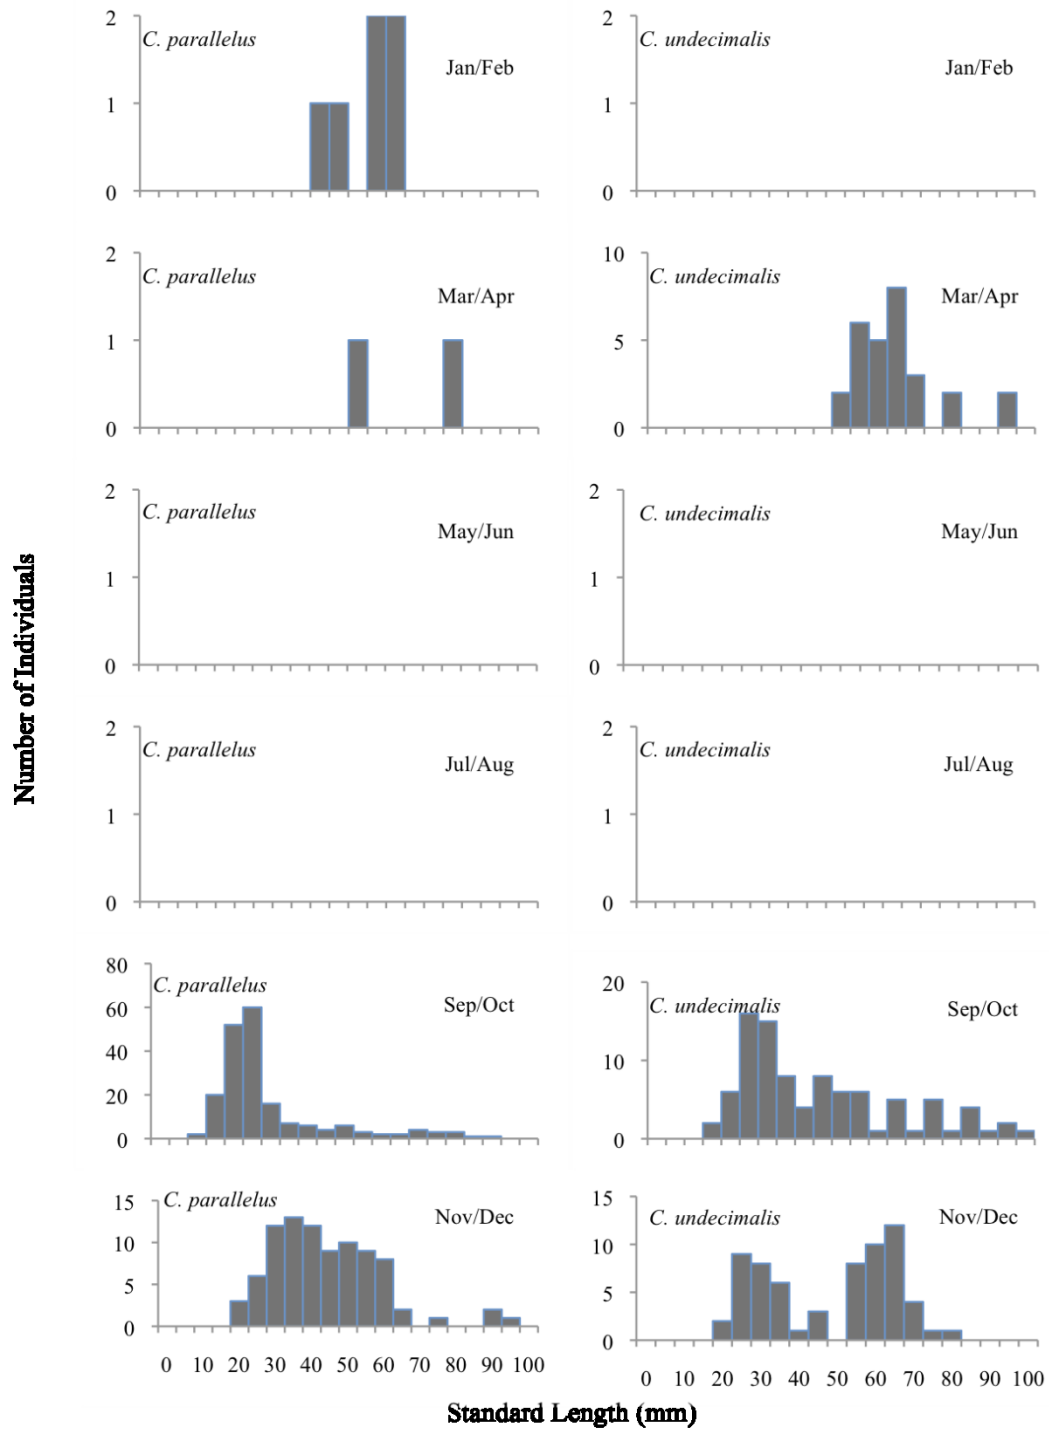 2
C. parallelus
Jan/Feb
1
0
2
C. undecimalis
Jan/Feb
1
0
2
C. parallelus
Mar/Apr
1
0
10
C. undecimalis
Mar/Apr
5
0
2
C. parallelus
May/Jun
1
0
2
C. undecimalis
May/Jun
1
0
Number of Individuals
2
C. parallelus
Jul/Aug
1
0
2
C. undecimalis
Jul/Aug
1
0
80
C. parallelus
Sep/Oct
60
40
20
0
20
C. undecimalis
Sep/Oct
10
0
C. parallelus
15
Nov/Dec
10
5
0
0 10 20 30 40 50 60 70 80 90 100
15
C. undecimalis
Nov/Dec
10
5
0
0 10 20 30 40 50 60 70 80 90 100
Standard Length (mm)